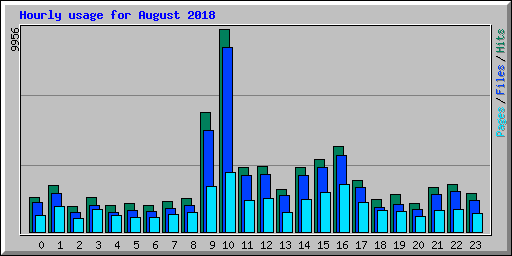 Hourly usage for August 2018
9956
Pages / Files / Hits
0 1 2 3 4 5 6 7 8 9 10 11 12 13 14 15 16 17 18 19 20 21 22 23